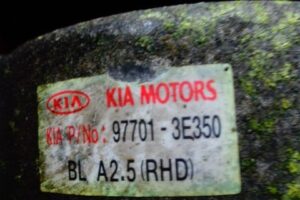 KIA KIA MOTORS
KIA P/No: 97701-3E350
BL A2.5 (RHD)